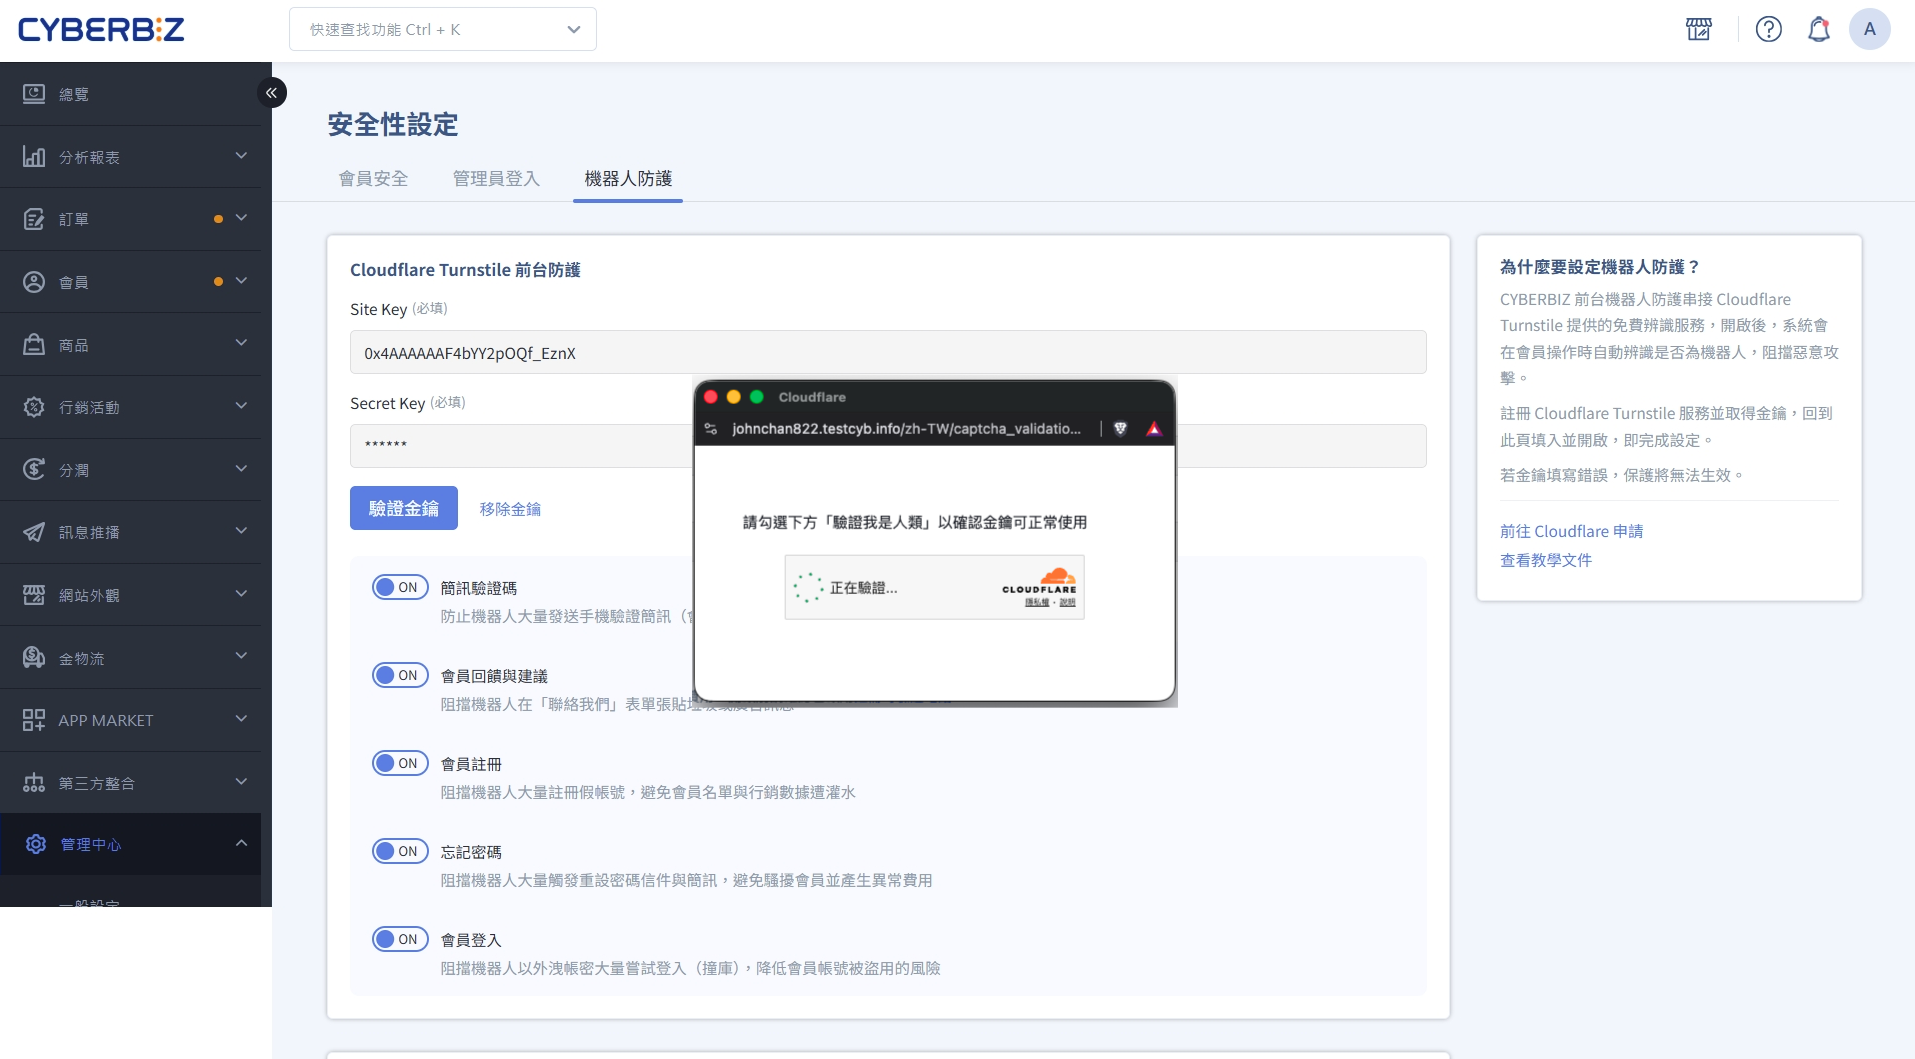 CYBERBIZ
快速查找功能 Ctrl + K
A
總覽
分析報表
訂單
會員
商品
行銷活動
分潤
訊息推播
網站外觀
金物流
APP MARKET
第三方整合
管理中心
一般設定
安全性設定
會員安全
管理員登入
機器人防護
Cloudflare Turnstile 前台防護
Site Key (必填)
0x4AAAAAAF4bYY2pOQf_EznX
Secret Key (必填)
******
驗證金鑰
移除金鑰
ON
簡訊驗證碼
防止機器人大量發送手機驗證簡訊
ON
會員回饋與建議
阻擋機器人在「聯絡我們」表單張貼
ON
會員註冊
阻擋機器人大量註冊假帳號，避免會員名單與行銷數據遭灌水
ON
忘記密碼
阻擋機器人大量觸發重設密碼信件與簡訊，避免騷擾會員並產生異常費用
ON
會員登入
阻擋機器人以外洩帳密大量嘗試登入（撞庫），降低會員帳號被盜用的風險
Cloudflare
johnchan822.testcyb.info/zh-TW/captcha_validatio...
請勾選下方「驗證我是人類」以確認金鑰可正常使用
正在驗證...
CLOUDFLARE
隱私權 · 說明
為什麼要設定機器人防護？
CYBERBIZ 前台機器人防護串接 Cloudflare
Turnstile 提供的免費辨識服務，開啟後，系統會
在會員操作時自動辨識是否為機器人，阻擋惡意攻
擊。
註冊 Cloudflare Turnstile 服務並取得金鑰，回到
此頁填入並開啟，即完成設定。
若金鑰填寫錯誤，保護將無法生效。
前往 Cloudflare 申請
查看教學文件